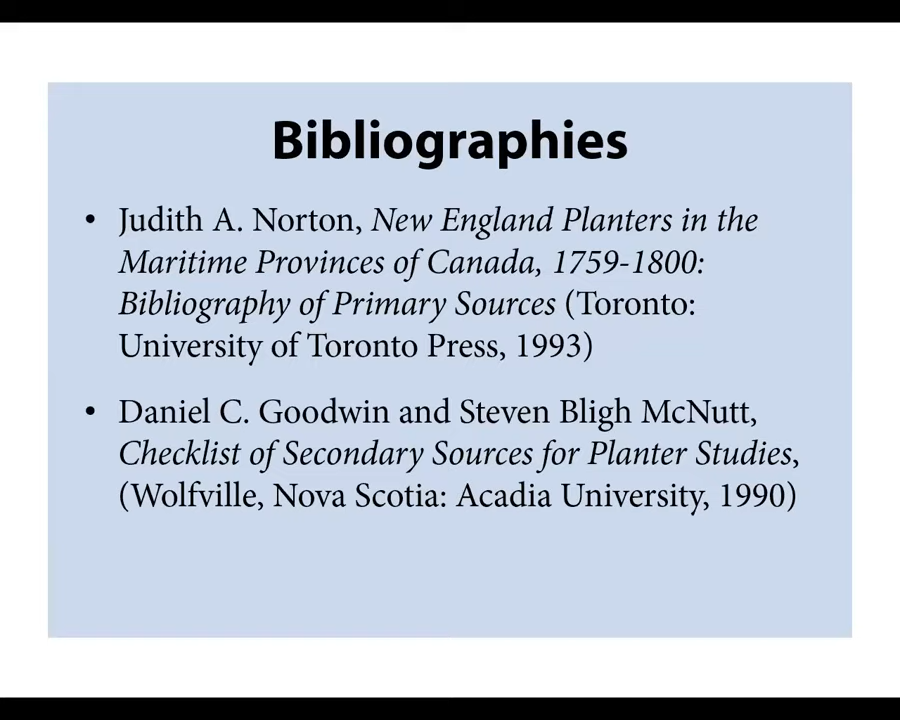 Bibliographies
• Judith A. Norton, New England Planters in the
Maritime Provinces of Canada, 1759-1800:
Bibliography of Primary Sources (Toronto:
University of Toronto Press, 1993)
• Daniel C. Goodwin and Steven Bligh McNutt,
Checklist of Secondary Sources for Planter Studies,
(Wolfville, Nova Scotia: Acadia University, 1990)